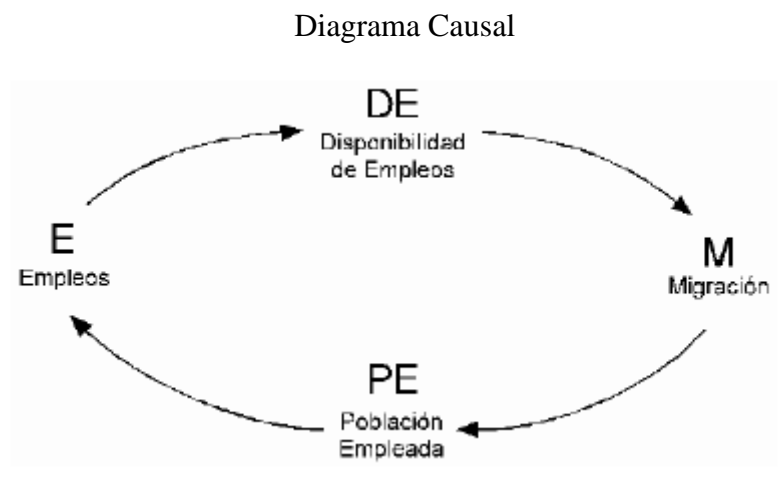 Diagrama Causal
DE
Disponibilidad
de Empleos
E
Empleos
M
Migración
PE
Población
Empleada